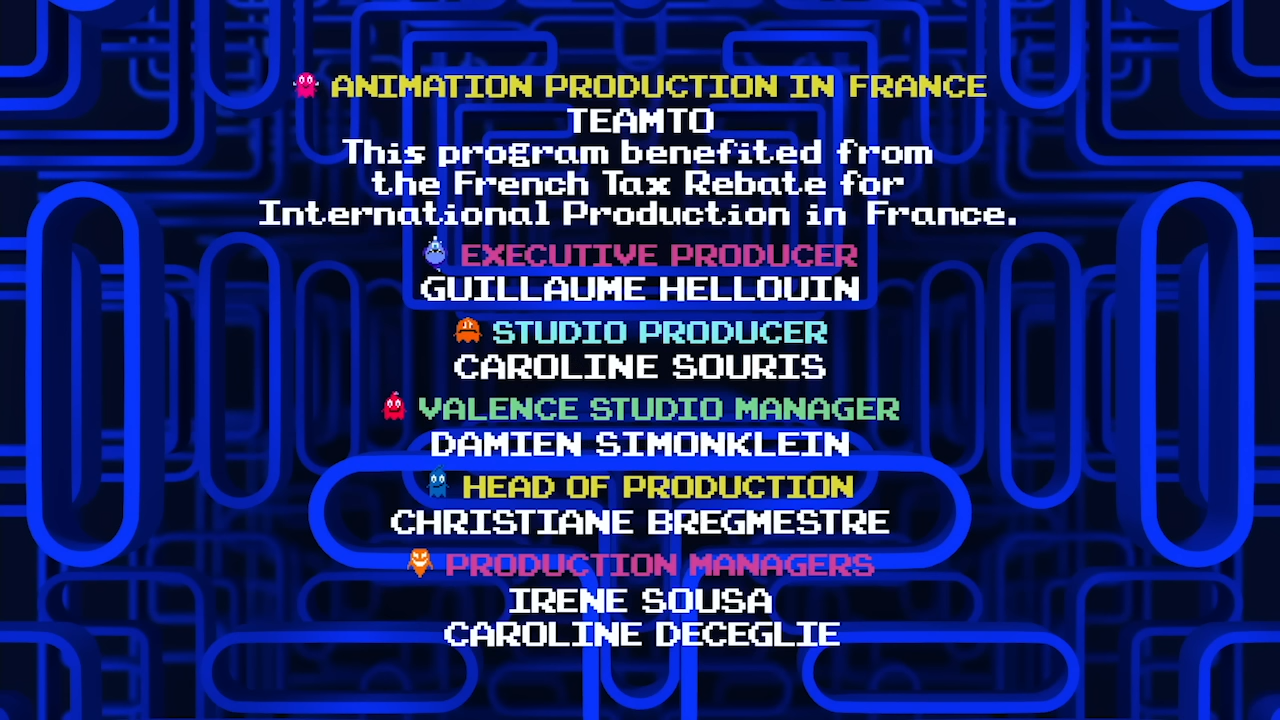 ANIMATION PRODUCTION IN FRANCE
TEAMTO
This program benefited from
the French Tax Rebate for
International Production in France.
EXECUTIVE PRODUCER
GUILLAUME HELLOUIN
STUDIO PRODUCER
CAROLINE SOURIS
VALENCE STUDIO MANAGER
DAMIEN SIMONKLEIN
HEAD OF PRODUCTION
CHRISTIANE BREGMESTRE
PRODUCTION MANAGERS
IRENE SOUSA
CAROLINE DECEGLIE